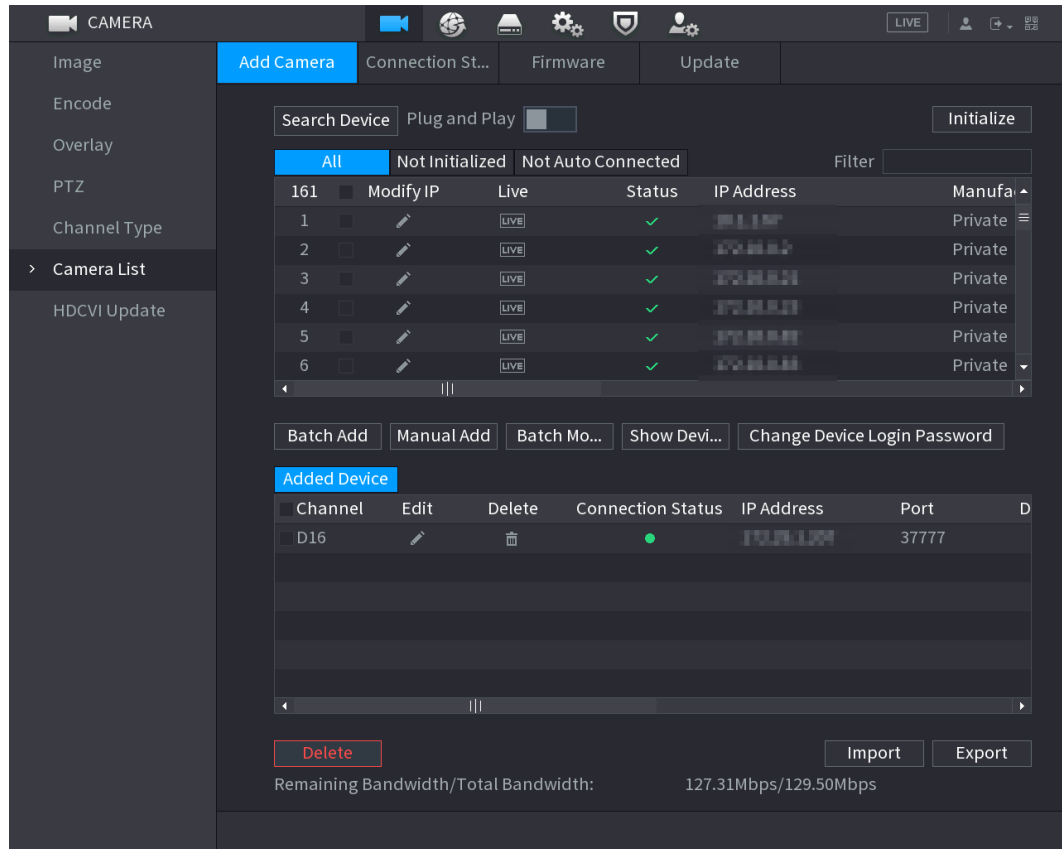 CAMERA LIVE
Image Add Camera Connection St... Firmware Update
Encode
Search Device Plug and Play Initialize
Overlay
All Not Initialized Not Auto Connected Filter
PTZ
161 Modify IP Live Status IP Address Manufa
1 LIVE Private
Channel Type
2 LIVE Private
Camera List
3 LIVE Private
HDCVI Update
4 LIVE Private
5 LIVE Private
6 LIVE Private
Batch Add Manual Add Batch Mo... Show Devi... Change Device Login Password
Added Device
Channel Edit Delete Connection Status IP Address Port D
D16 37777
Delete Import Export
Remaining Bandwidth/Total Bandwidth: 127.31Mbps/129.50Mbps